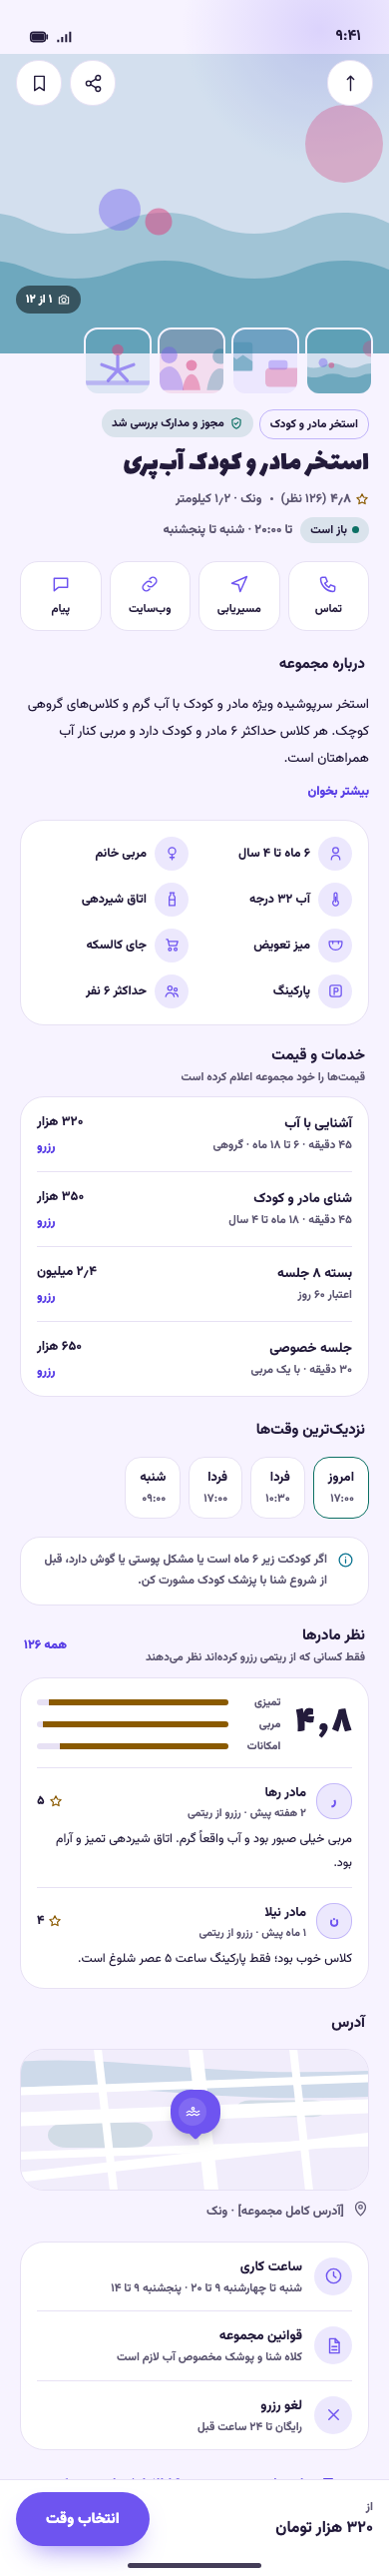 ۹:۴۱
۱ از ۱۲
استخر مادر و کودک
مجوز و مدارک بررسی شد
استخر مادر و کودک آب‌پری
۴٫۸ (۱۲۶ نظر) • ونک · ۱٫۲ کیلومتر
باز است
تا ۲۰:۰۰ · شنبه تا پنجشنبه
تماس
مسیریابی
وب‌سایت
پیام
درباره مجموعه
استخر سرپوشیده ویژه مادر و کودک با آب گرم و کلاس‌های گروهی
کوچک. هر کلاس حداکثر ۶ مادر و کودک دارد و مربی کنار آب
همراهتان است.
بیشتر بخوان
۶ ماه تا ۴ سال
مربی خانم
آب ۳۲ درجه
اتاق شیردهی
میز تعویض
جای کالسکه
پارکینگ
حداکثر ۶ نفر
خدمات و قیمت
قیمت‌ها را خود مجموعه اعلام کرده است
آشنایی با آب
۳۲۰ هزار
۴۵ دقیقه · ۶ تا ۱۸ ماه · گروهی
رزرو
شنای مادر و کودک
۳۵۰ هزار
۴۵ دقیقه · ۱۸ ماه تا ۴ سال
رزرو
بسته ۸ جلسه
۲٫۴ میلیون
اعتبار ۶۰ روز
رزرو
جلسه خصوصی
۶۵۰ هزار
۳۰ دقیقه · با یک مربی
رزرو
نزدیک‌ترین وقت‌ها
امروز
۱۷:۰۰
فردا
۱۰:۳۰
فردا
۱۷:۰۰
شنبه
۰۹:۰۰
اگر کودکت زیر ۶ ماه است یا مشکل پوستی یا گوش دارد، قبل
از شروع شنا با پزشک کودک مشورت کن.
نظر مادرها
همه ۱۲۶
فقط کسانی که از ریتمی رزرو کرده‌اند نظر می‌دهند
۴٫۸
تمیزی
مربی
امکانات
ر
مادر رها
۵
۲ هفته پیش · رزرو از ریتمی
مربی خیلی صبور بود و آب واقعاً گرم. اتاق شیردهی تمیز و آرام
بود.
ن
مادر نیلا
۴
۱ ماه پیش · رزرو از ریتمی
کلاس خوب بود؛ فقط پارکینگ ساعت ۵ عصر شلوغ است.
آدرس
[آدرس کامل مجموعه] · ونک
ساعت کاری
شنبه تا چهارشنبه ۹ تا ۲۰ · پنجشنبه ۹ تا ۱۴
قوانین مجموعه
کلاه شنا و پوشک مخصوص آب لازم است
لغو رزرو
رایگان تا ۲۴ ساعت قبل
از
۳۲۰ هزار تومان
انتخاب وقت